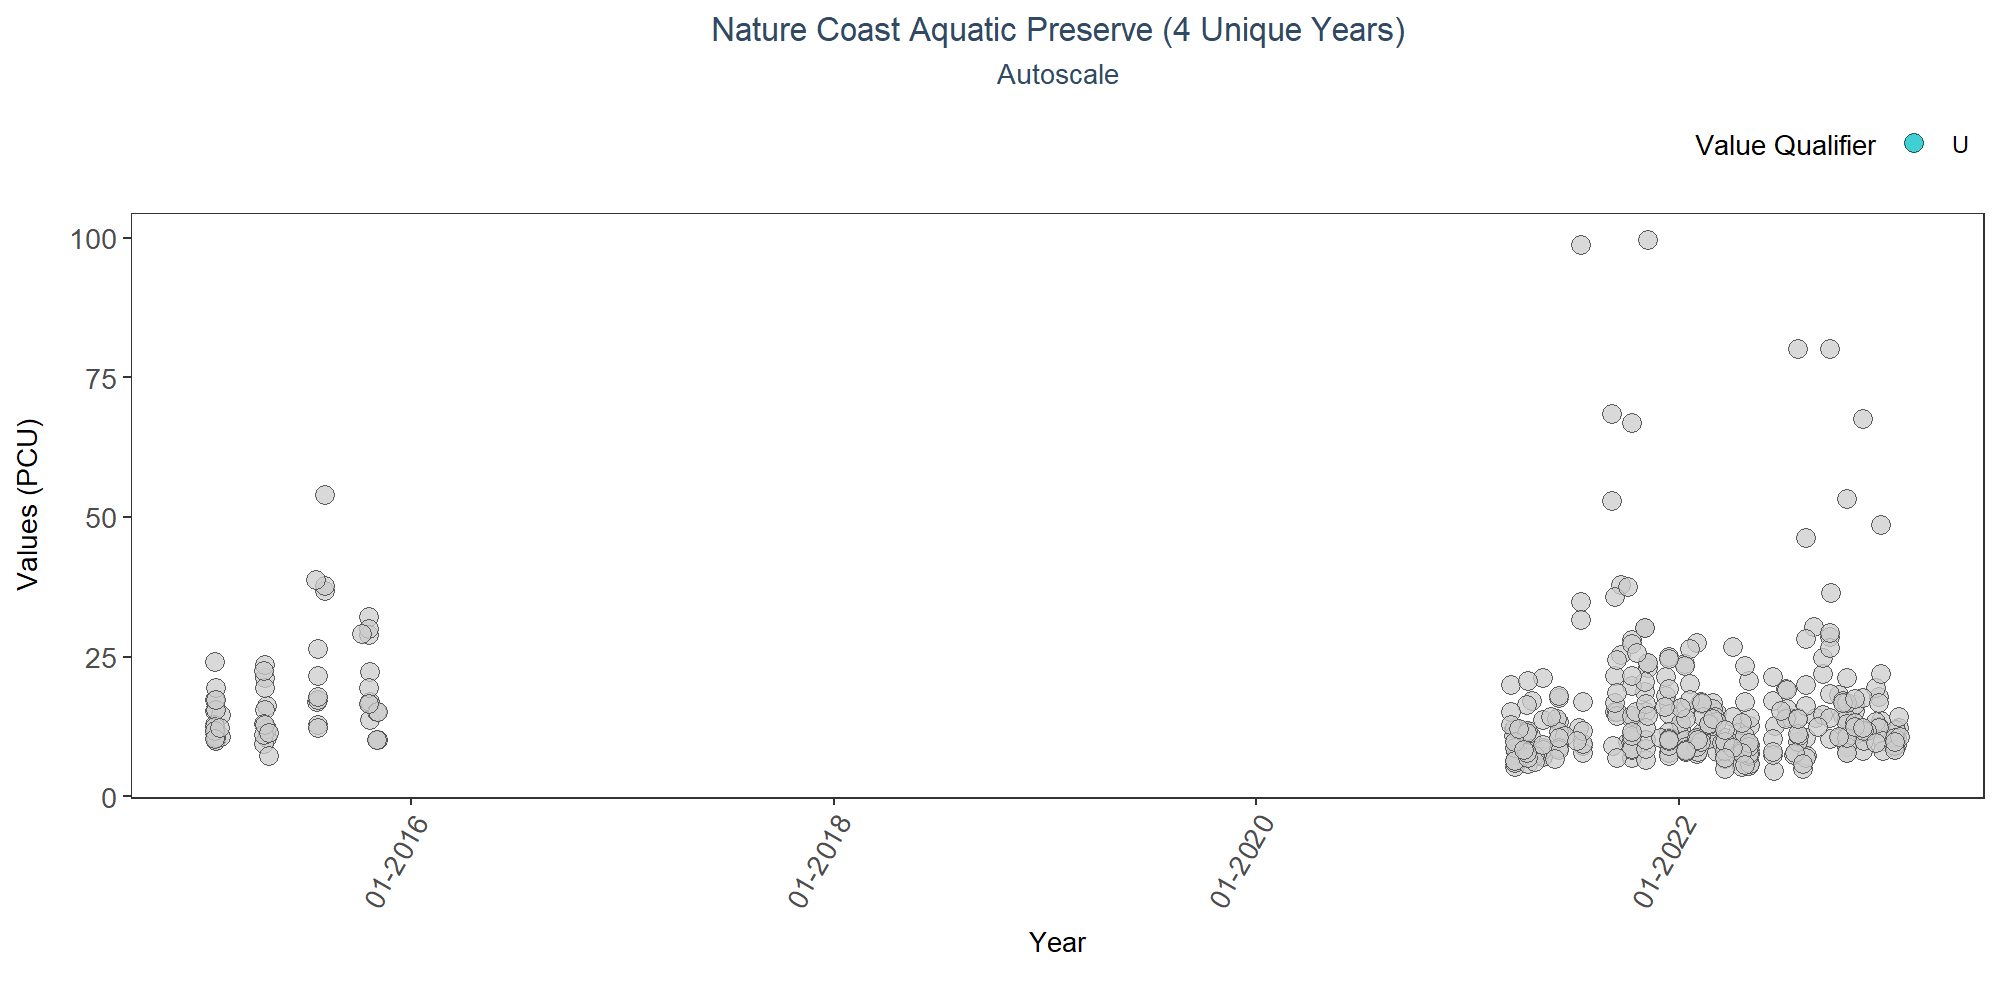 Nature Coast Aquatic Preserve (4 Unique Years)
Autoscale
Value Qualifier U
100
75
50
25
0
Values (PCU)
01-2016 01-2018 01-2020 01-2022
Year